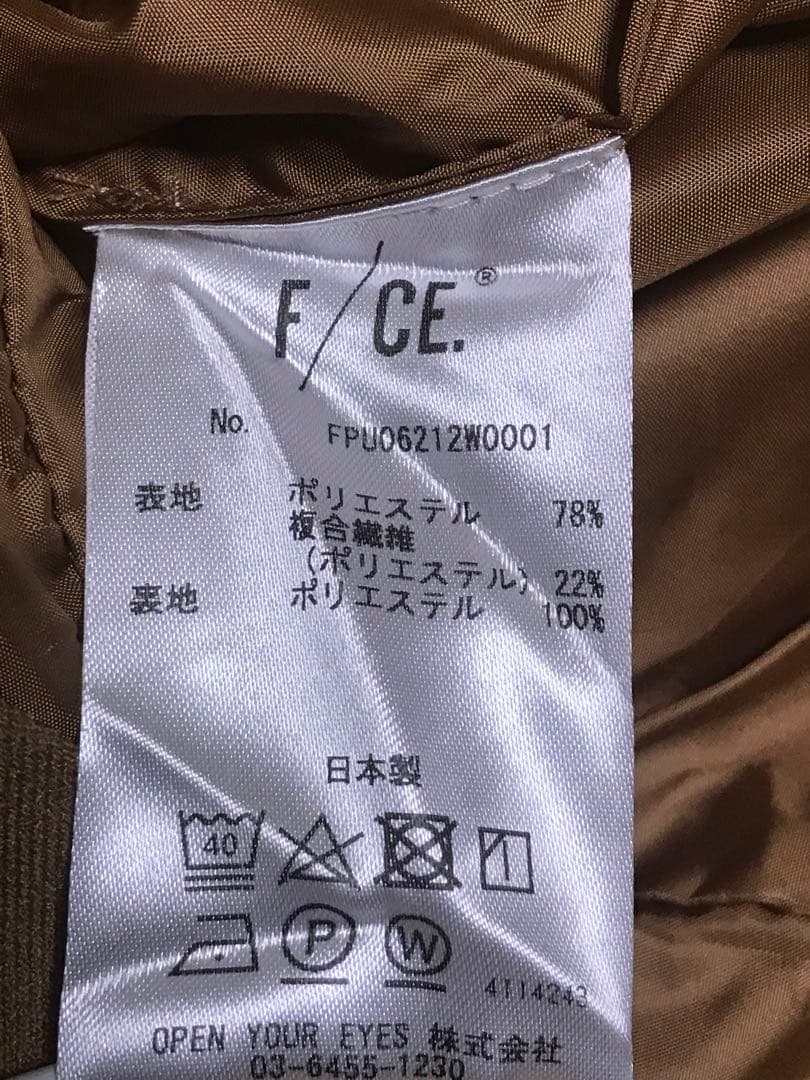 F/CE.®
No. FPU06212W0001
表地 ポリエステル 78%
複合繊維
(ポリエステル) 22%
裏地 ポリエステル 100%
日本製
40
P W
4114243
OPEN YOUR EYES 株式会社
03-6455-1230